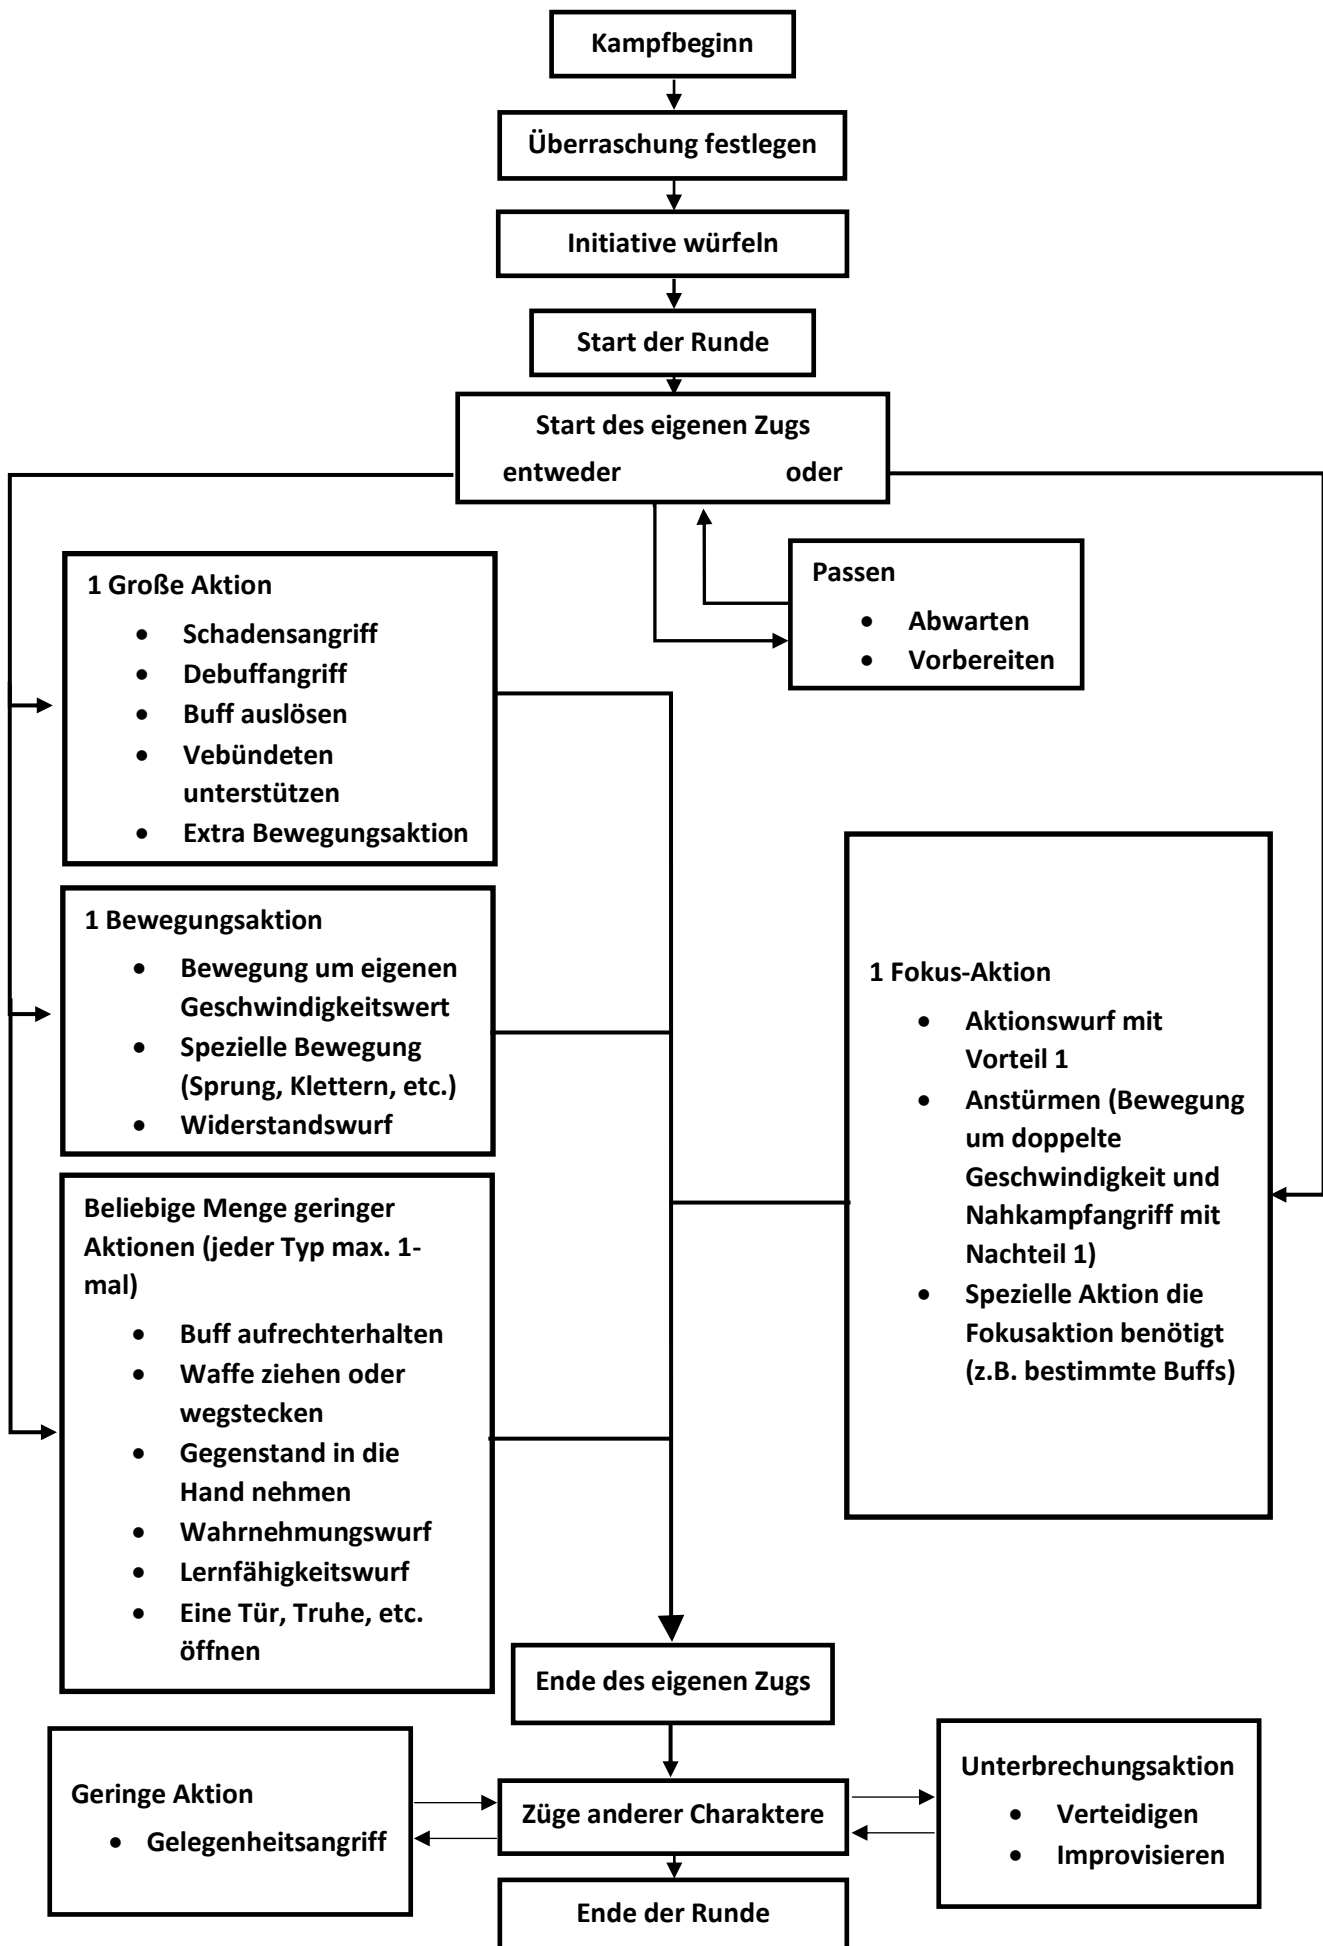 Kampfbeginn
Überraschung festlegen
Initiative würfeln
Start der Runde
Start des eigenen Zugs
entweder oder
1 Große Aktion
• Schadensangriff
• Debuffangriff
• Buff auslösen
• Vebündeten
unterstützen
• Extra Bewegungsaktion
Passen
• Abwarten
• Vorbereiten
1 Bewegungsaktion
• Bewegung um eigenen
Geschwindigkeitswert
• Spezielle Bewegung
(Sprung, Klettern, etc.)
• Widerstandswurf
1 Fokus-Aktion
• Aktionswurf mit
Vorteil 1
• Anstürmen (Bewegung
um doppelte
Geschwindigkeit und
Nahkampfangriff mit
Nachteil 1)
• Spezielle Aktion die
Fokusaktion benötigt
(z.B. bestimmte Buffs)
Beliebige Menge geringer
Aktionen (jeder Typ max. 1-
mal)
• Buff aufrechterhalten
• Waffe ziehen oder
wegstecken
• Gegenstand in die
Hand nehmen
• Wahrnehmungswurf
• Lernfähigkeitswurf
• Eine Tür, Truhe, etc.
öffnen
Ende des eigenen Zugs
Geringe Aktion
• Gelegenheitsangriff
Züge anderer Charaktere
Unterbrechungsaktion
• Verteidigen
• Improvisieren
Ende der Runde